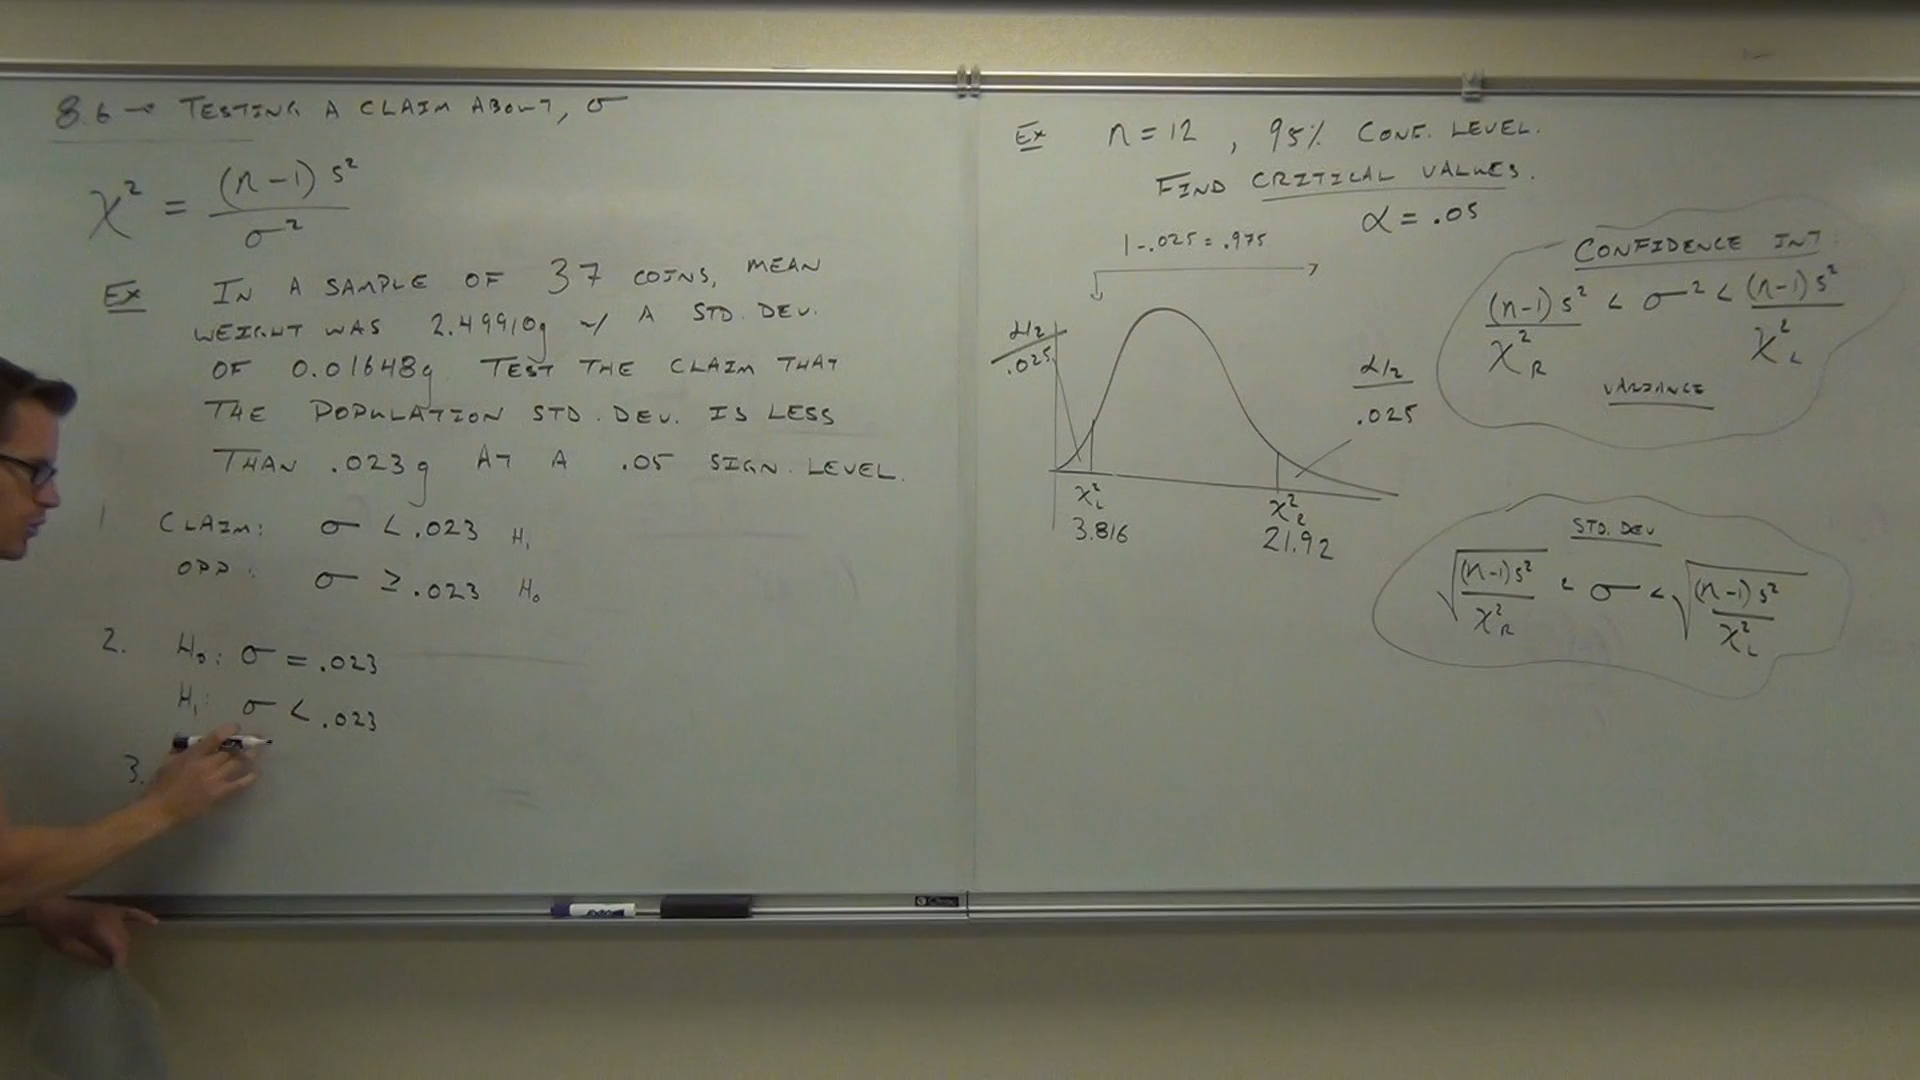 8.6 → TESTING A CLAIM ABOUT, σ
χ² = (n-1) s² / σ²
Ex IN A SAMPLE OF 37 COINS, MEAN
WEIGHT WAS 2.49910g w/ A STD. DEV.
OF 0.01648g TEST THE CLAIM THAT
THE POPULATION STD. DEV. IS LESS
THAN .023g AT A .05 SIGN. LEVEL.
1 CLAIM: σ < .023 H₁
OPP: σ ≥ .023 H₀
2. H₀: σ = .023
H₁: σ < .023
3.
Ex n = 12, 95% CONF. LEVEL.
FIND CRITICAL VALUES.
α = .05
1-.025 = .975
α/2
.025
α/2
.025
χ²L
3.816
χ²R
21.92
CONFIDENCE INT:
(n-1) s² / χ²R < σ² < (n-1) s² / χ²L
VARIANCE
STD. DEV
√((n-1) s² / χ²R) < σ < √((n-1) s² / χ²L)
EXPO